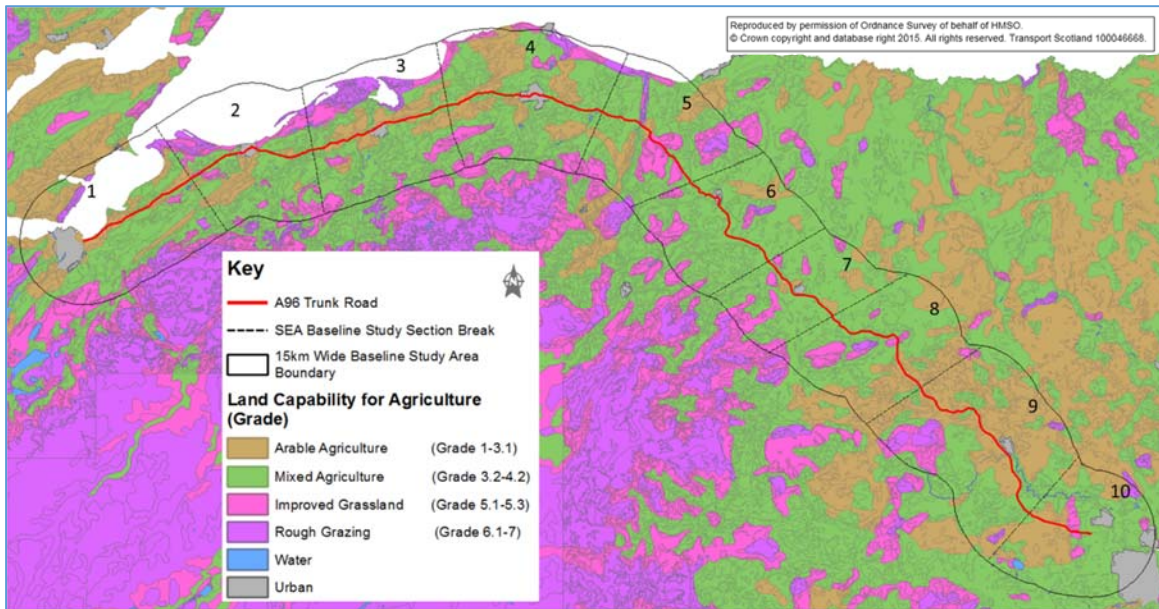 Reproduced by permission of Ordnance Survey of behalf of HMSO.
© Crown copyright and database right 2015. All rights reserved. Transport Scotland 100046668.
4
3
2
5
1
6
7
8
9
10
Key
A96 Trunk Road
SEA Baseline Study Section Break
15km Wide Baseline Study Area
Boundary
Land Capability for Agriculture
(Grade)
Arable Agriculture (Grade 1-3.1)
Mixed Agriculture (Grade 3.2-4.2)
Improved Grassland (Grade 5.1-5.3)
Rough Grazing (Grade 6.1-7)
Water
Urban